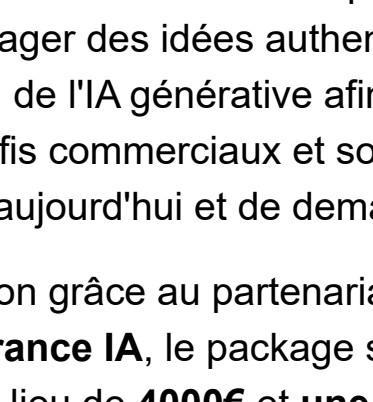 ager des idées authen
de l'IA générative afin
fis commerciaux et so
aujourd'hui et de dema
on grâce au partenaria
rance IA, le package s
lieu de 4000€ et une